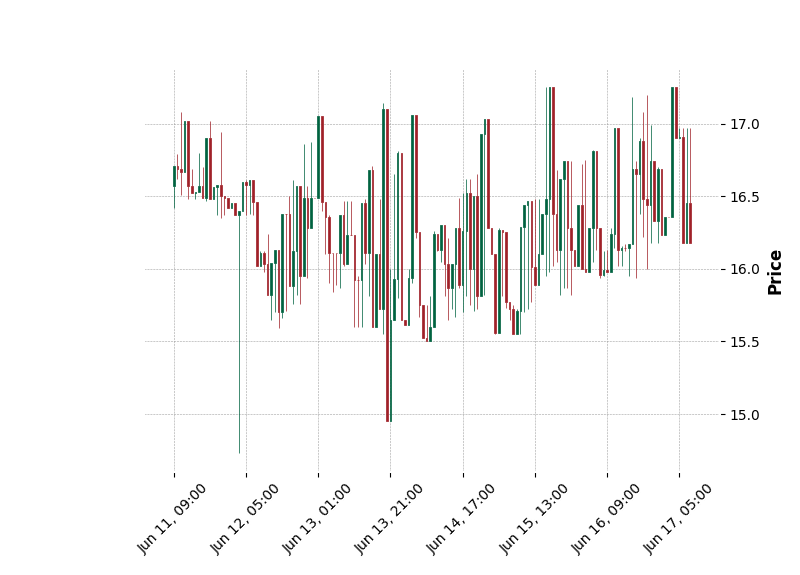 17.0
16.5
16.0
15.5
15.0
Price
Jun 11, 09:00
Jun 12, 05:00
Jun 13, 01:00
Jun 13, 21:00
Jun 14, 17:00
Jun 15, 13:00
Jun 16, 09:00
Jun 17, 05:00